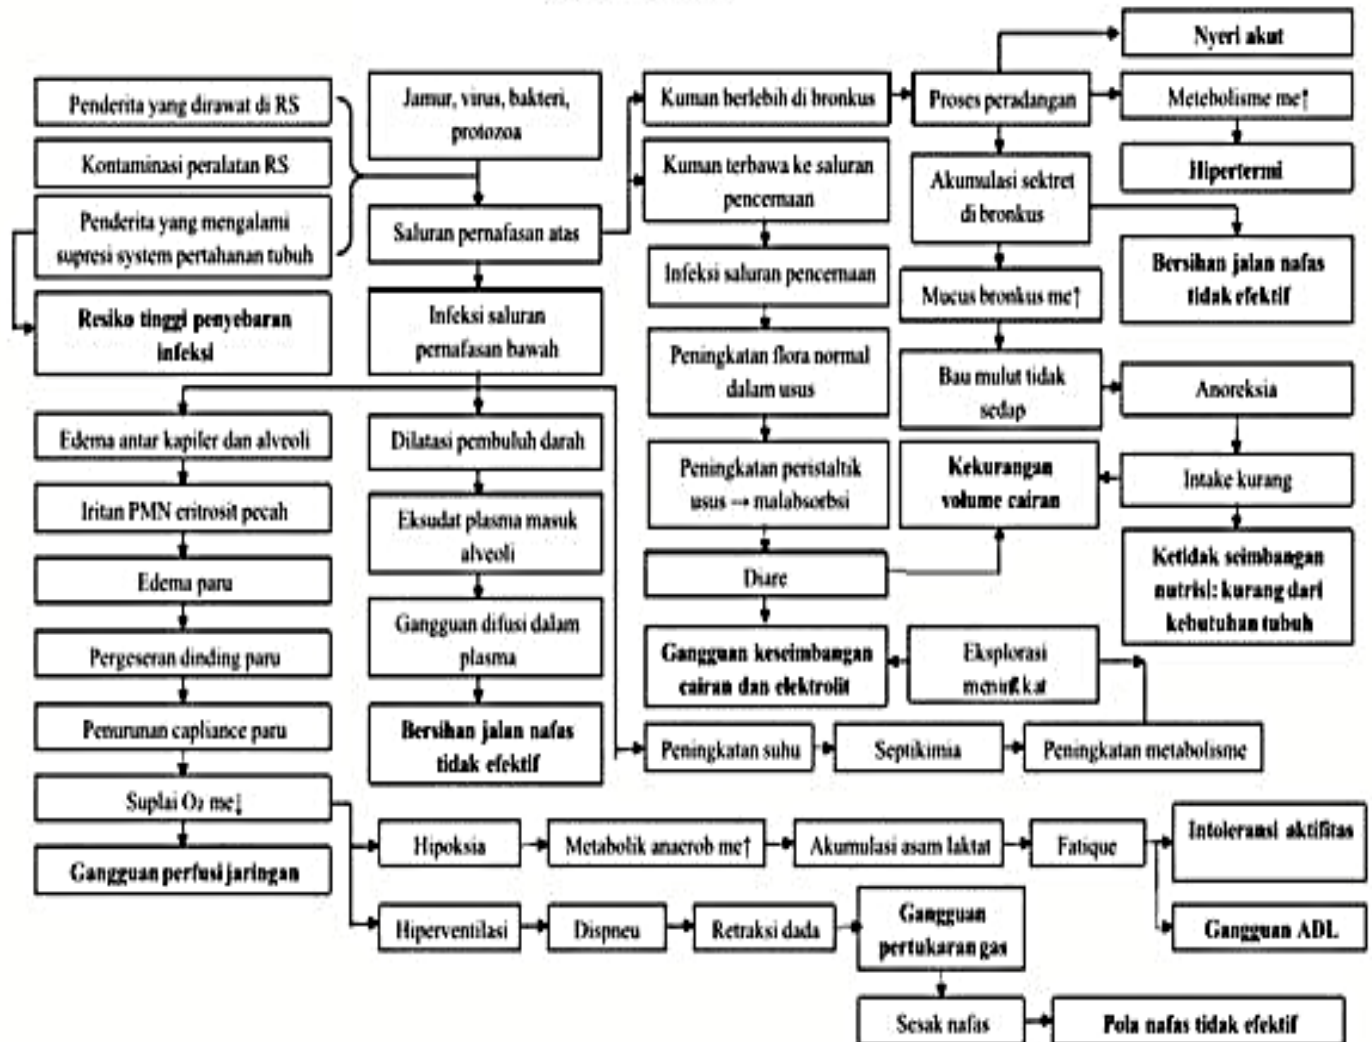 Nyeri akut
Penderita yang dirawat di RS
Jamur, virus, bakteri,
protozoa
Kuman berlebih di bronkus
Proses peradangan
Metebolisme me↑
Kontaminasi peralatan RS
Kuman terbawa ke saluran
pencernaan
Akumulasi sektret
di bronkus
Hipertermi
Penderita yang mengalami
supresi system pertahanan tubuh
Saluran pernafasan atas
Infeksi saluran pencernaan
Mucus bronkus me↑
Bersihan jalan nafas
tidak efektif
Resiko tinggi penyebaran
infeksi
Infeksi saluran
pernafasan bawah
Peningkatan flora normal
dalam usus
Bau mulut tidak
sedap
Anoreksia
Edema antar kapiler dan alveoli
Dilatasi pembuluh darah
Peningkatan peristaltik
usus → malabsorbsi
Kekurangan
volume cairan
Intake kurang
Iritan PMN eritrosit pecah
Eksudat plasma masuk
alveoli
Diare
Ketidak seimbangan
nutrisi: kurang dari
kebutuhan tubuh
Edema paru
Gangguan difusi dalam
plasma
Gangguan keseimbangan
cairan dan elektrolit
Eksplorasi
Pergeseran dinding paru
Penurunan capliance paru
Bersihan jalan nafas
tidak efektif
Peningkatan suhu
Septikimia
Peningkatan metabolisme
Suplai O₂ me↓
Gangguan perfusi jaringan
Hipoksia
Metabolik anaerob me↑
Akumulasi asam laktat
Fatique
Intoleransi aktifitas
Hiperventilasi
Dispneu
Retraksi dada
Gangguan
pertukaran gas
Gangguan ADL
Sesak nafas
Pola nafas tidak efektif